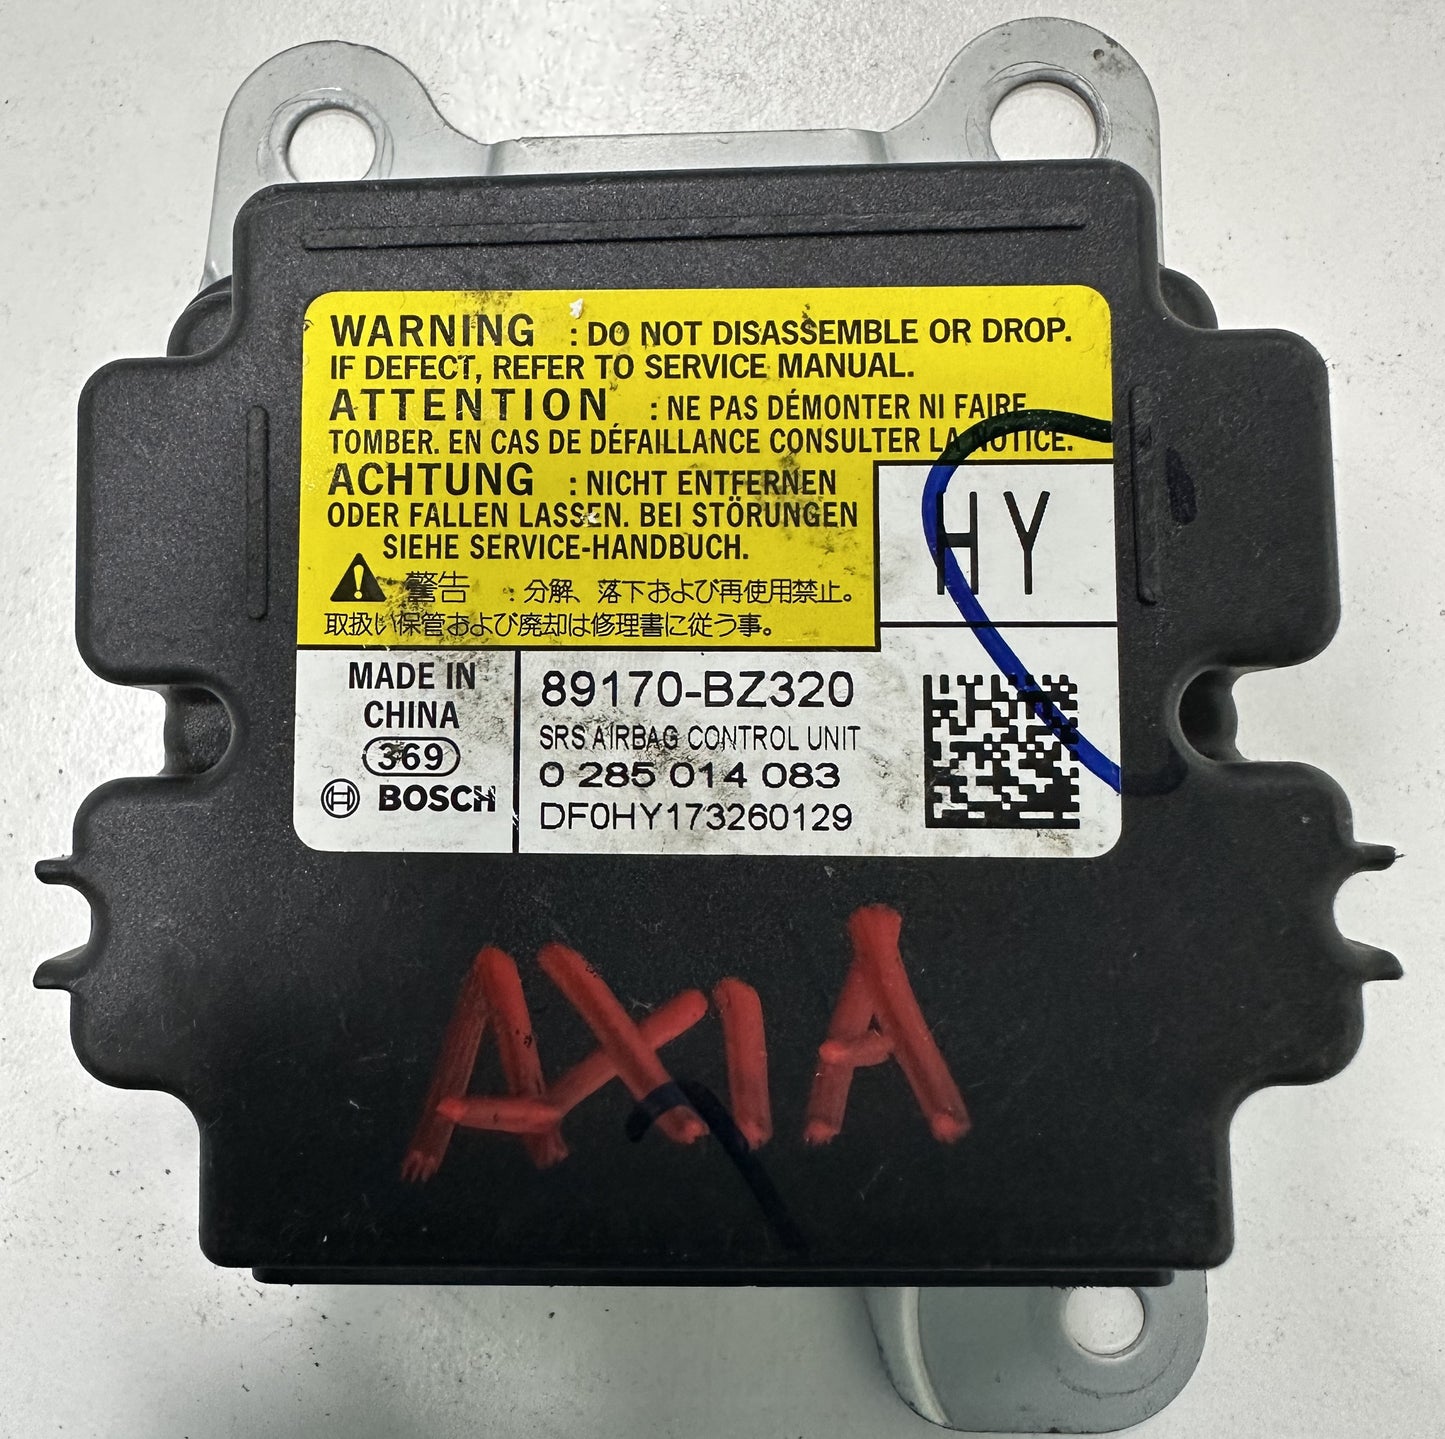 WARNING : DO NOT DISASSEMBLE OR DROP.
IF DEFECT, REFER TO SERVICE MANUAL.
ATTENTION : NE PAS DÉMONTER NI FAIRE
TOMBER. EN CAS DE DÉFAILLANCE CONSULTER LA NOTICE.
ACHTUNG : NICHT ENTFERNEN
ODER FALLEN LASSEN. BEI STÖRUNGEN
SIEHE SERVICE-HANDBUCH.
警告 : 分解、落下および再使用禁止。
取扱い保管および廃却は修理書に従う事。
HY
MADE IN
CHINA
369
BOSCH
89170-BZ320
SRS AIRBAG CONTROL UNIT
0 285 014 083
DF0HY173260129
AXIA